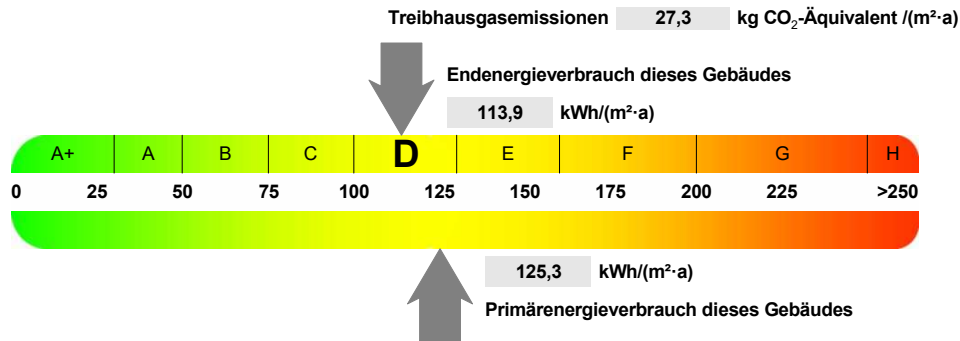 Treibhausgasemissionen 27,3 kg CO₂-Äquivalent /(m²·a)
Endenergieverbrauch dieses Gebäudes
113,9 kWh/(m²·a)
A+ A B C D E F G H
0 25 50 75 100 125 150 175 200 225 >250
125,3 kWh/(m²·a)
Primärenergieverbrauch dieses Gebäudes